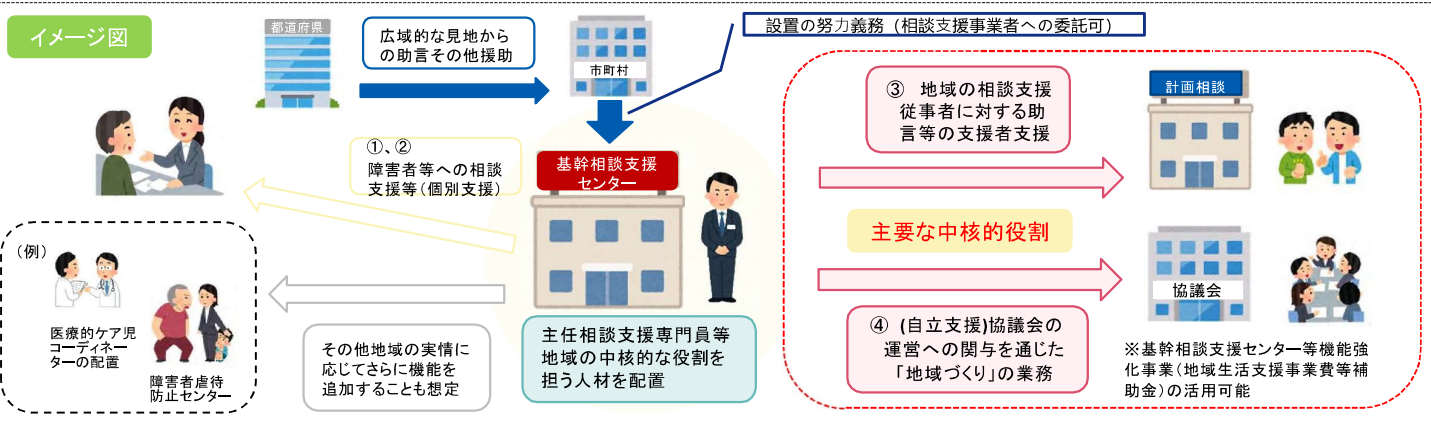 イメージ図
都道府県
広域的な見地から
の助言その他援助
市町村
設置の努力義務（相談支援事業者への委託可）
①、②
障害者等への相談
支援等（個別支援）
基幹相談支援
センター
主任相談支援専門員等
地域の中核的な役割を
担う人材を配置
（例）
医療的ケア児
コーディネー
ターの配置
障害者虐待
防止センター
その他地域の実情に
応じてさらに機能を
追加することも想定
③ 地域の相談支援
従事者に対する助
言等の支援者支援
計画相談
主要な中核的役割
④ （自立支援）協議会の
運営への関与を通じた
「地域づくり」の業務
協議会
※基幹相談支援センター等機能強
化事業（地域生活支援事業費等補
助金）の活用可能